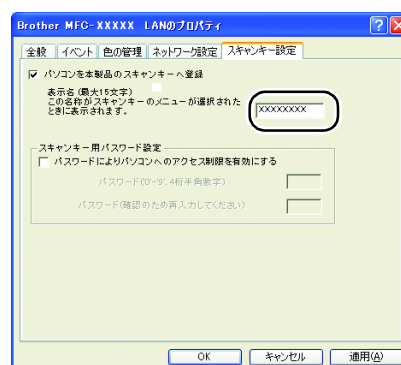 Brother MFC-XXXXX LANのプロパティ
全般 イベント 色の管理 ネットワーク設定 スキャンキー設定
パソコンを本製品のスキャンキーへ登録
表示名(最大15文字)
この名称がスキャンキーのメニューが選択された
ときに表示されます。
XXXXXXXX
スキャンキー用パスワード設定
パスワードによりパソコンへのアクセス制限を有効にする
パスワード('0'-'9', 4桁半角数字)
パスワード(確認のため再入力してください)
OK キャンセル 適用(A)